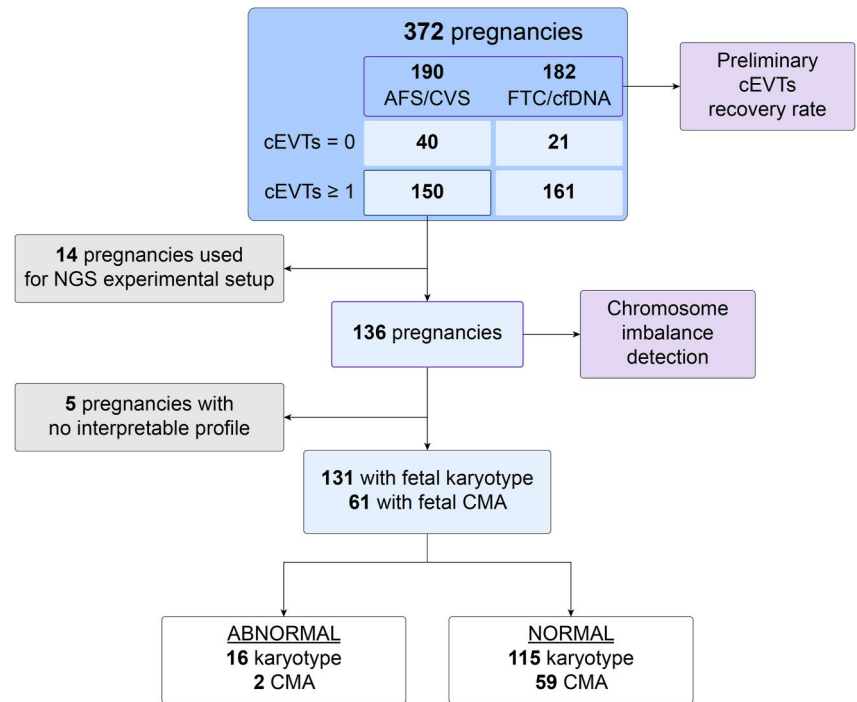 372 pregnancies
190 182
AFS/CVS FTC/cfDNA
cEVTs = 0 40 21
cEVTs ≥ 1 150 161
Preliminary
cEVTs
recovery rate
14 pregnancies used
for NGS experimental setup
136 pregnancies
Chromosome
imbalance
detection
5 pregnancies with
no interpretable profile
131 with fetal karyotype
61 with fetal CMA
ABNORMAL
16 karyotype
2 CMA
NORMAL
115 karyotype
59 CMA